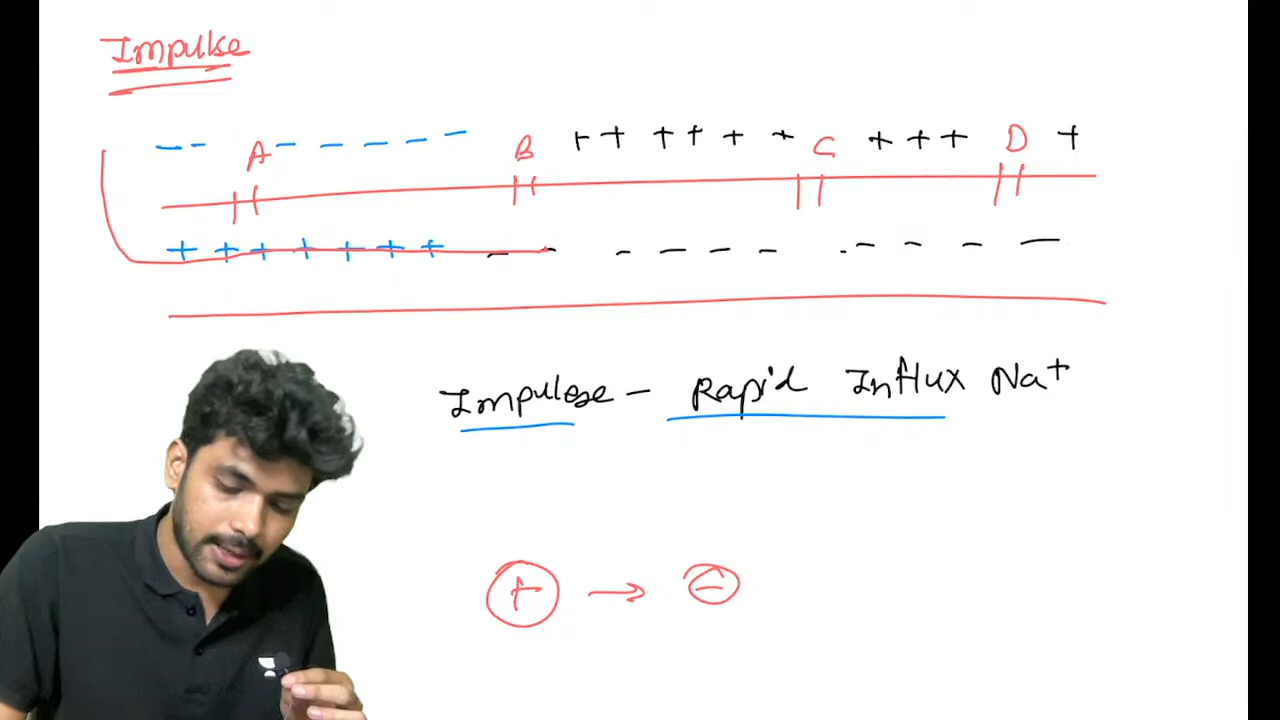 Impulse
-- A ----- B ++ ++ + + C +++ D +
+ + + + + + + - - - - - - - - - -
Impulse - Rapid Influx Na+
+ → -